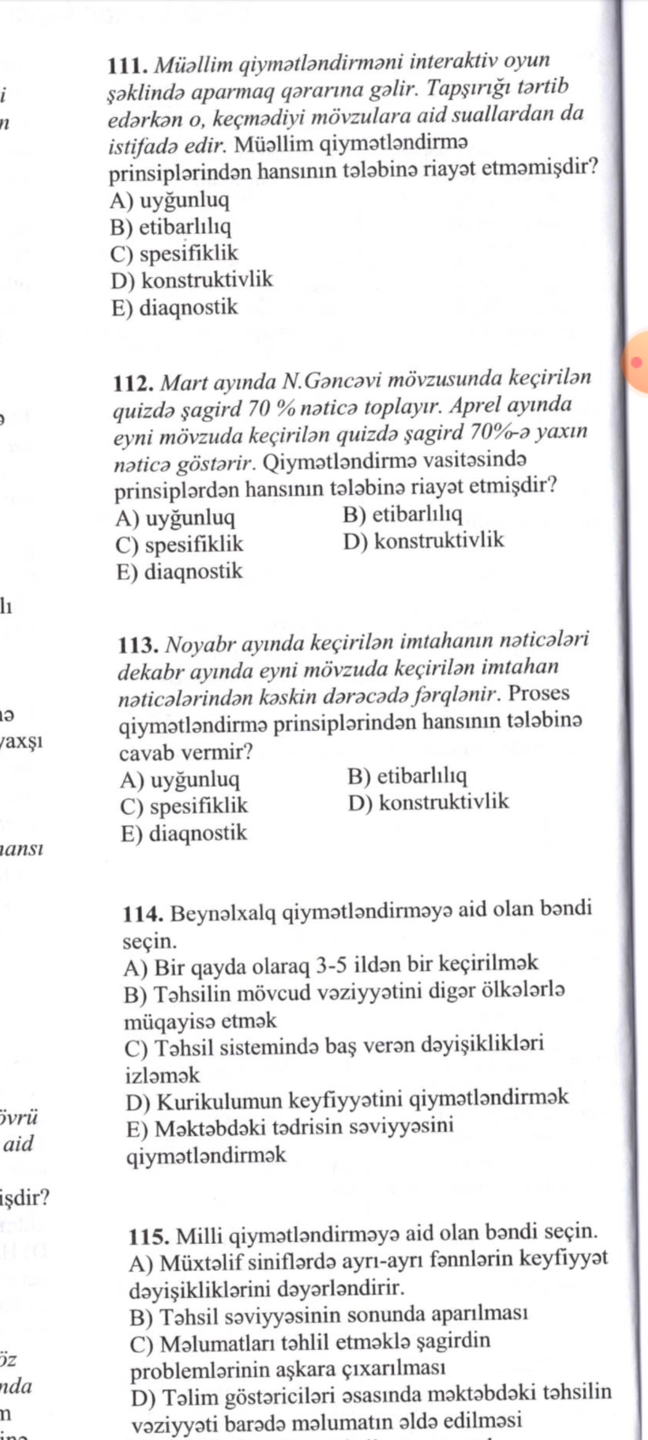 111. Müəllim qiymətləndirməni interaktiv oyun
şəklində aparmaq qərarına gəlir. Tapşırığı tərtib
edərkən o, keçmədiyi mövzulara aid suallardan da
istifadə edir. Müəllim qiymətləndirmə
prinsiplərindən hansının tələbinə riayət etməmişdir?
A) uyğunluq
B) etibarlılıq
C) spesifiklik
D) konstruktivlik
E) diaqnostik
112. Mart ayında N.Gəncəvi mövzusunda keçirilən
quizdə şagird 70 % nəticə toplayır. Aprel ayında
eyni mövzuda keçirilən quizdə şagird 70%-ə yaxın
nəticə göstərir. Qiymətləndirmə vasitəsində
prinsiplərdən hansının tələbinə riayət etmişdir?
A) uyğunluq B) etibarlılıq
C) spesifiklik D) konstruktivlik
E) diaqnostik
113. Noyabr ayında keçirilən imtahanın nəticələri
dekabr ayında eyni mövzuda keçirilən imtahan
nəticələrindən kəskin dərəcədə fərqlənir. Proses
qiymətləndirmə prinsiplərindən hansının tələbinə
cavab vermir?
A) uyğunluq B) etibarlılıq
C) spesifiklik D) konstruktivlik
E) diaqnostik
114. Beynəlxalq qiymətləndirməyə aid olan bəndi
seçin.
A) Bir qayda olaraq 3-5 ildən bir keçirilmək
B) Təhsilin mövcud vəziyyətini digər ölkələrlə
müqayisə etmək
C) Təhsil sistemində baş verən dəyişiklikləri
izləmək
D) Kurikulumun keyfiyyətini qiymətləndirmək
E) Məktəbdəki tədrisin səviyyəsini
qiymətləndirmək
115. Milli qiymətləndirməyə aid olan bəndi seçin.
A) Müxtəlif siniflərdə ayrı-ayrı fənnlərin keyfiyyət
dəyişikliklərini dəyərləndirir.
B) Təhsil səviyyəsinin sonunda aparılması
C) Məlumatları təhlil etməklə şagirdin
problemlərinin aşkara çıxarılması
D) Təlim göstəriciləri əsasında məktəbdəki təhsilin
vəziyyəti barədə məlumatın əldə edilməsi